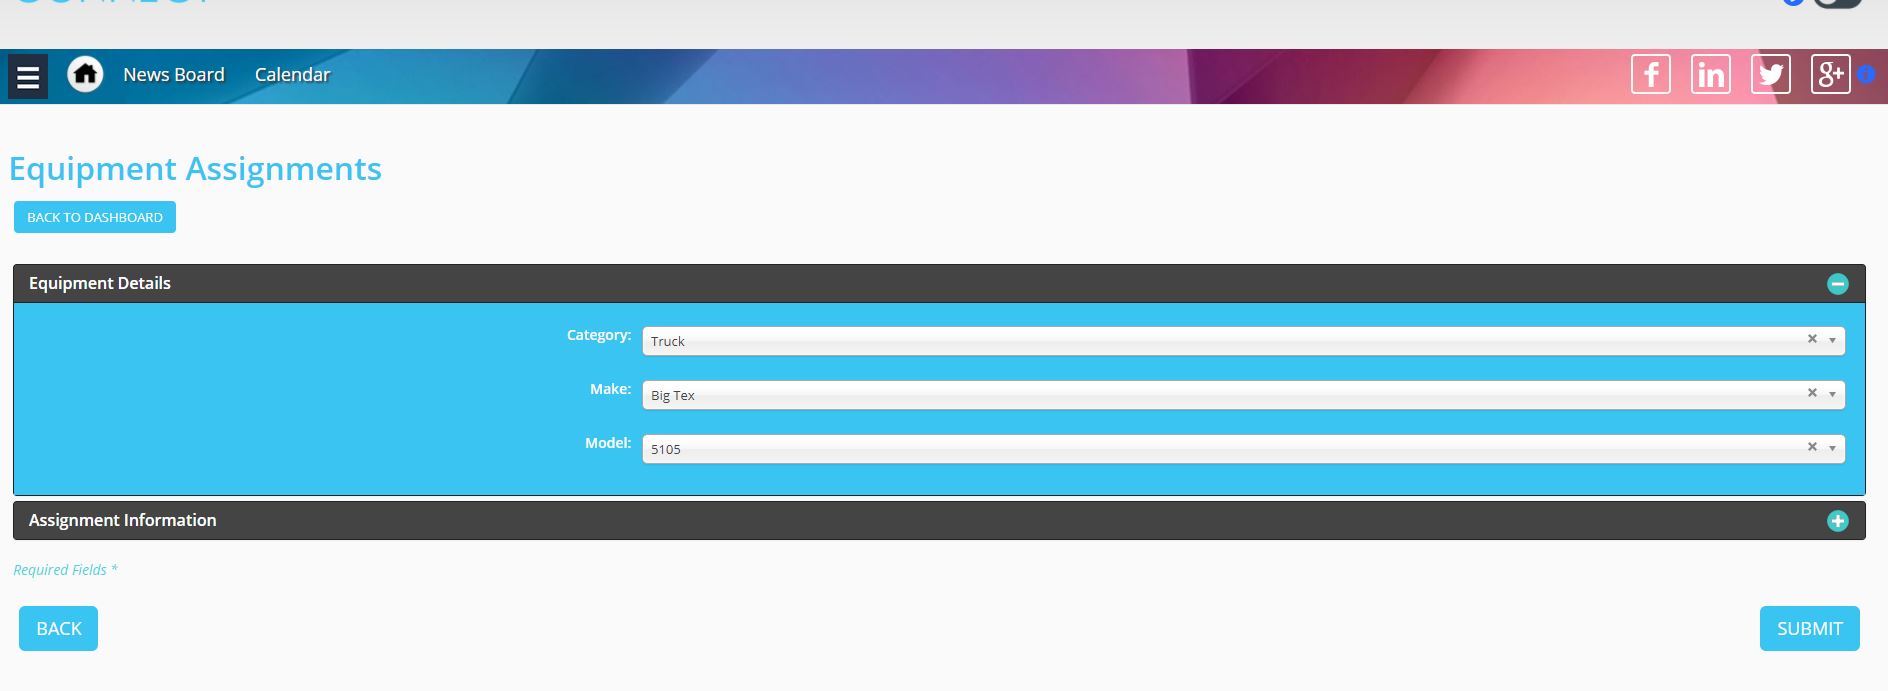 CONNECT
News Board Calendar
Equipment Assignments
BACK TO DASHBOARD
Equipment Details
Category: Truck
Make: Big Tex
Model: 5105
Assignment Information
Required Fields *
BACK SUBMIT